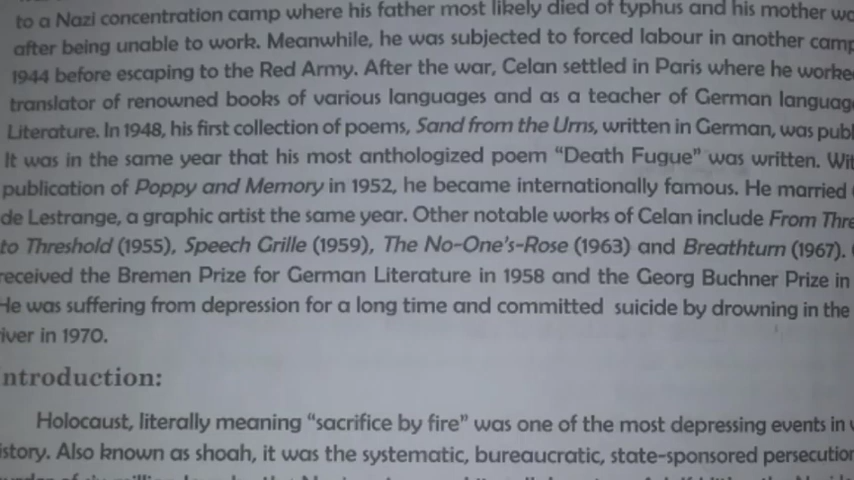 to a Nazi concentration camp where his father most likely died of typhus and his mother
after being unable to work. Meanwhile, he was subjected to forced labour in another camp
1944 before escaping to the Red Army. After the war, Celan settled in Paris where he worked
translator of renowned books of various languages and as a teacher of German language
Literature. In 1948, his first collection of poems, Sand from the Urns, written in German, was publ
It was in the same year that his most anthologized poem “Death Fugue” was written. Wit
publication of Poppy and Memory in 1952, he became internationally famous. He married
de Lestrange, a graphic artist the same year. Other notable works of Celan include From Thre
to Threshold (1955), Speech Grille (1959), The No-One's-Rose (1963) and Breathturn (1967).
received the Bremen Prize for German Literature in 1958 and the Georg Buchner Prize in
He was suffering from depression for a long time and committed suicide by drowning in the
iver in 1970.
ntroduction:
Holocaust, literally meaning “sacrifice by fire” was one of the most depressing events in
istory. Also known as shoah, it was the systematic, bureaucratic, state-sponsored persecution